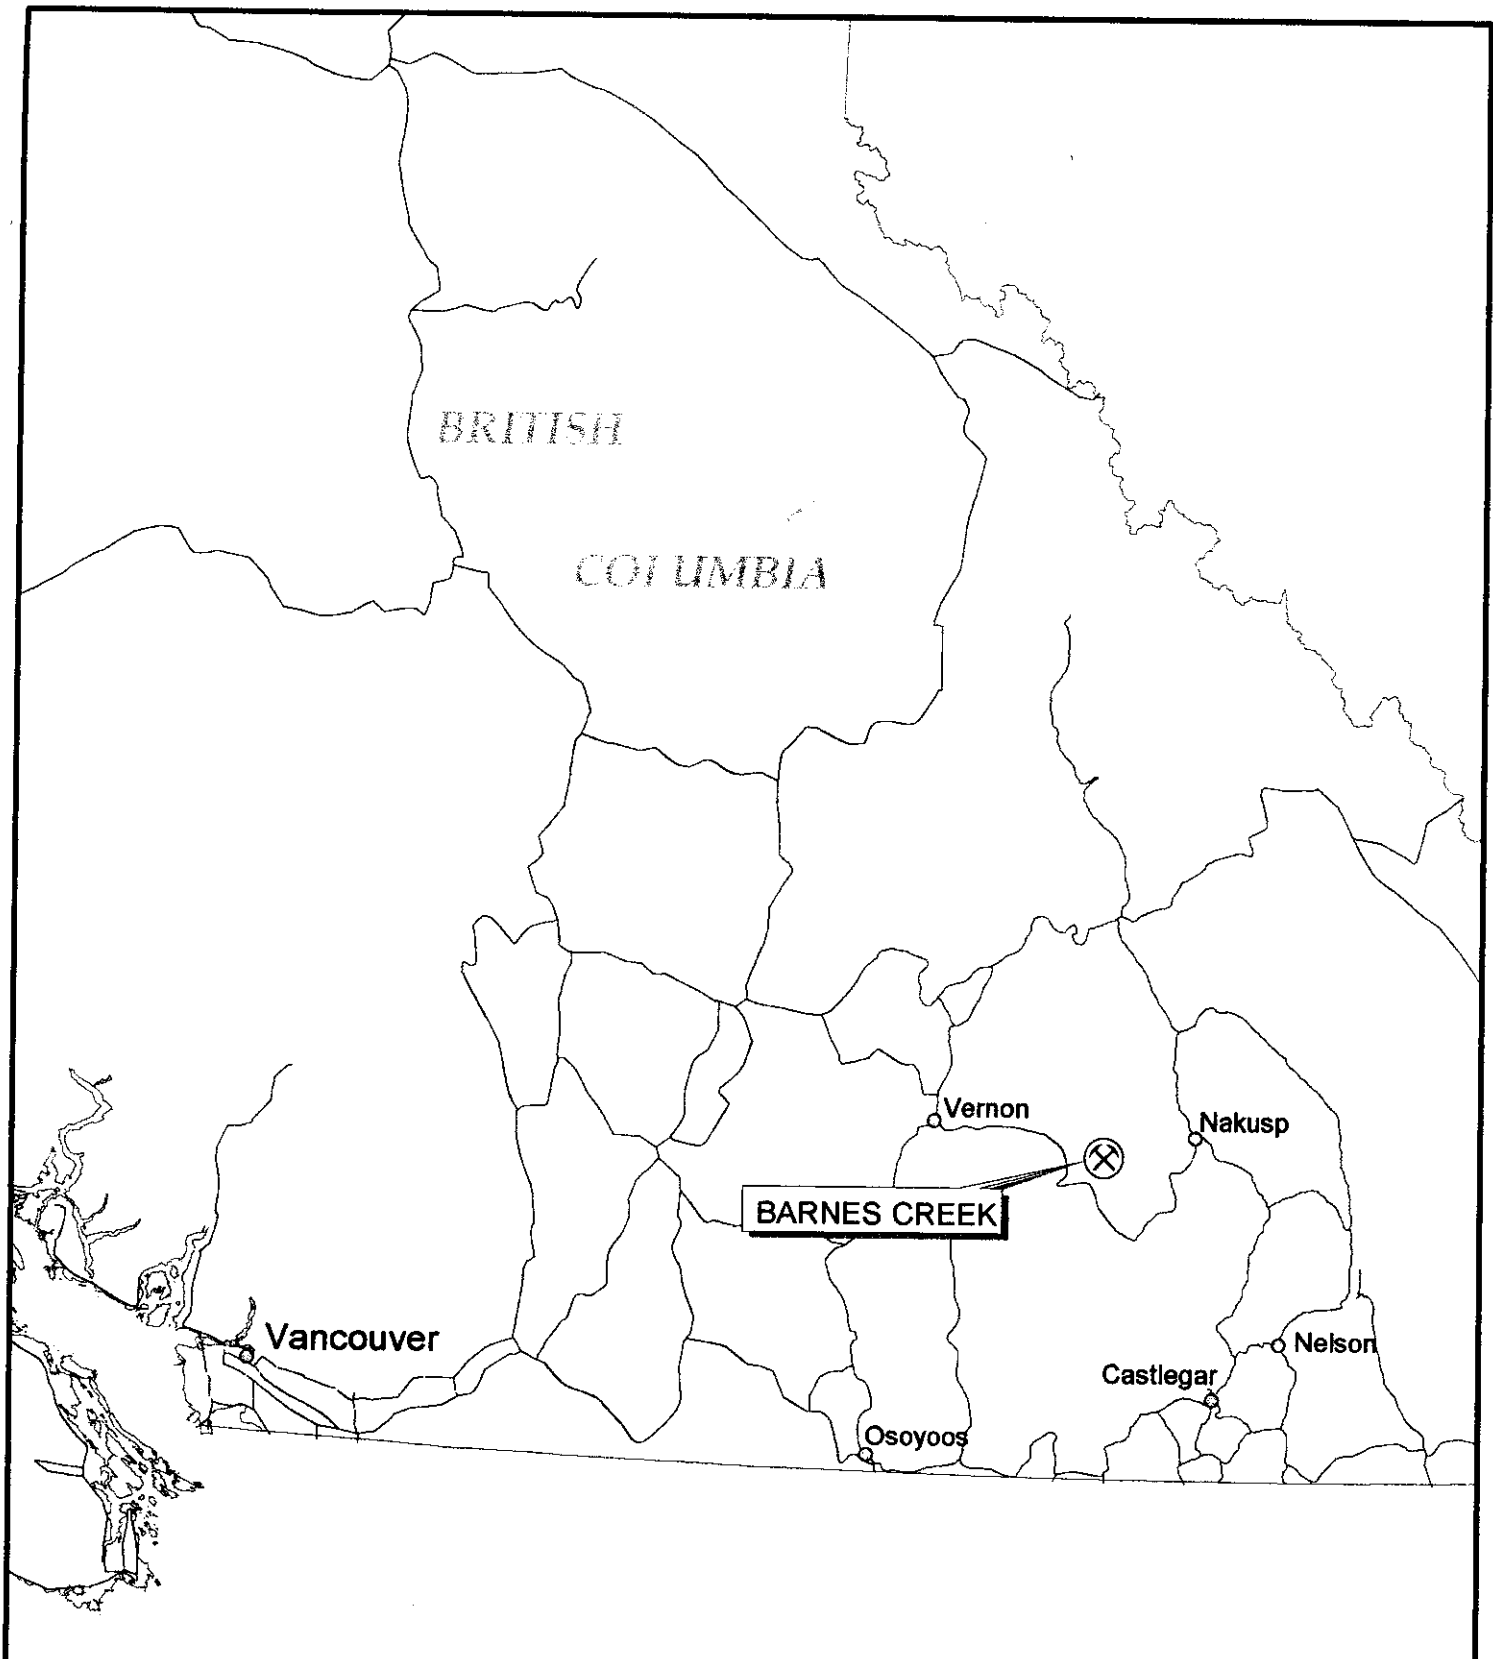 BRITISH
COLUMBIA
Vernon
Nakusp
BARNES CREEK
Vancouver
Nelson
Castlegar
Osoyoos